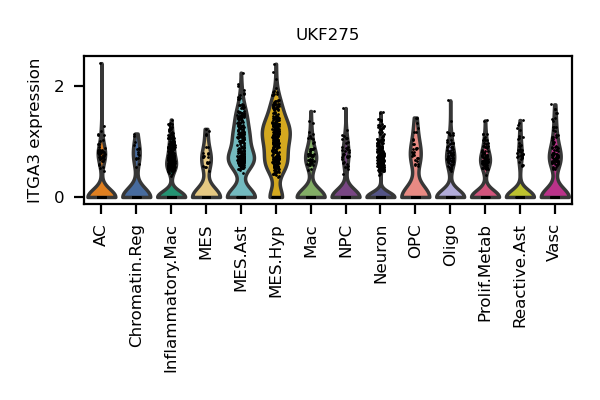 UKF275
ITGA3 expression
2
0
AC
Chromatin.Reg
Inflammatory.Mac
MES
MES.Ast
MES.Hyp
Mac
NPC
Neuron
OPC
Oligo
Prolif.Metab
Reactive.Ast
Vasc